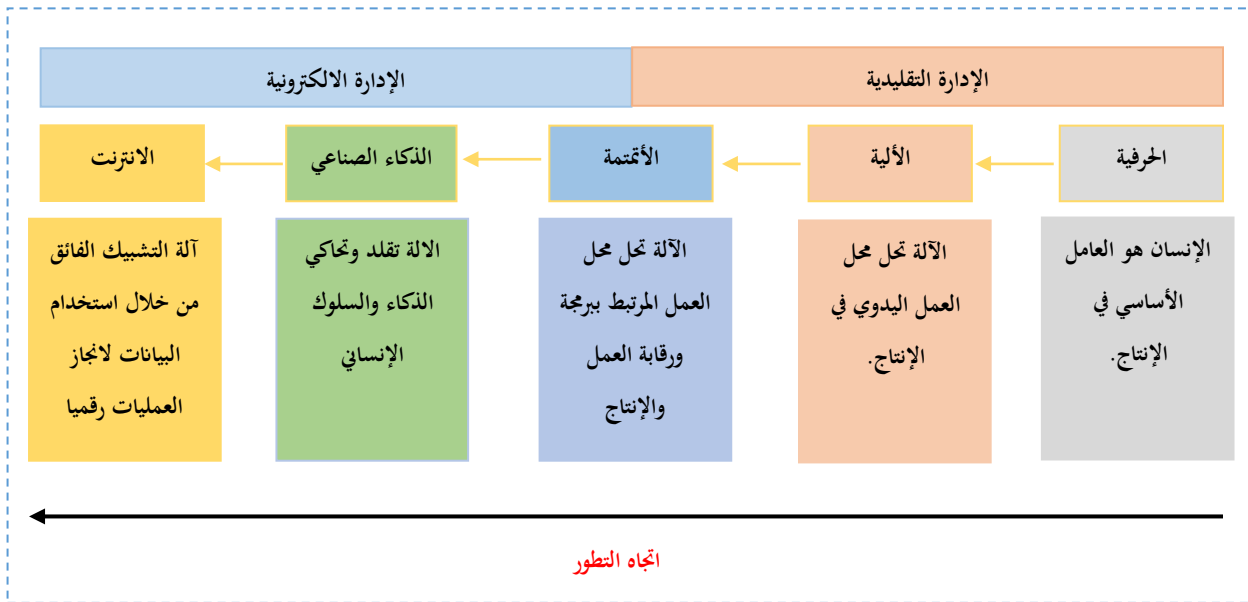 الإدارة التقليدية
الإدارة الالكترونية
الحرفية
الألية
الأتمتمة
الذكاء الصناعي
الانترنت
الإنسان هو العامل
الأساسي في
الإنتاج.
الآلة تحل محل
العمل اليدوي في
الإنتاج.
الآلة تحل محل
العمل المرتبط ببرمجة
ورقابة العمل
والإنتاج
الالة تقلد وتحاكي
الذكاء والسلوك
الإنساني
آلة التشبيك الفائق
من خلال استخدام
البيانات لانجاز
العمليات رقميا
اتجاه التطور